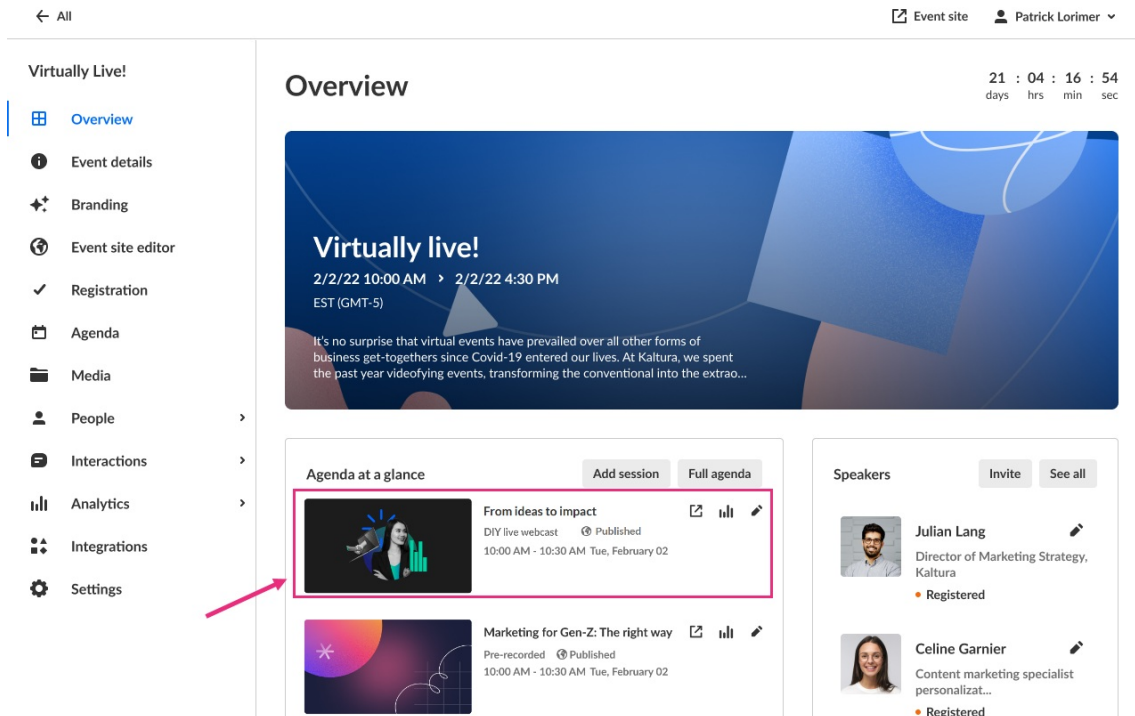 All
Event site
Patrick Lorimer
Virtually Live!
Overview
Event details
Branding
Event site editor
Registration
Agenda
Media
People
Interactions
Analytics
Integrations
Settings
Overview
21 : 04 : 16 : 54
days hrs min sec
Virtually live!
2/2/22 10:00 AM > 2/2/22 4:30 PM
EST (GMT-5)
It's no surprise that virtual events have prevailed over all other forms of
business get-togethers since Covid-19 entered our lives. At Kaltura, we spent
the past year videofying events, transforming the conventional into the extrao...
Agenda at a glance
Add session
Full agenda
From ideas to impact
DIY live webcast Published
10:00 AM - 10:30 AM Tue, February 02
Marketing for Gen-Z: The right way
Pre-recorded Published
10:00 AM - 10:30 AM Tue, February 02
Speakers
Invite
See all
Julian Lang
Director of Marketing Strategy,
Kaltura
• Registered
Celine Garnier
Content marketing specialist
personalizat...
• Registered